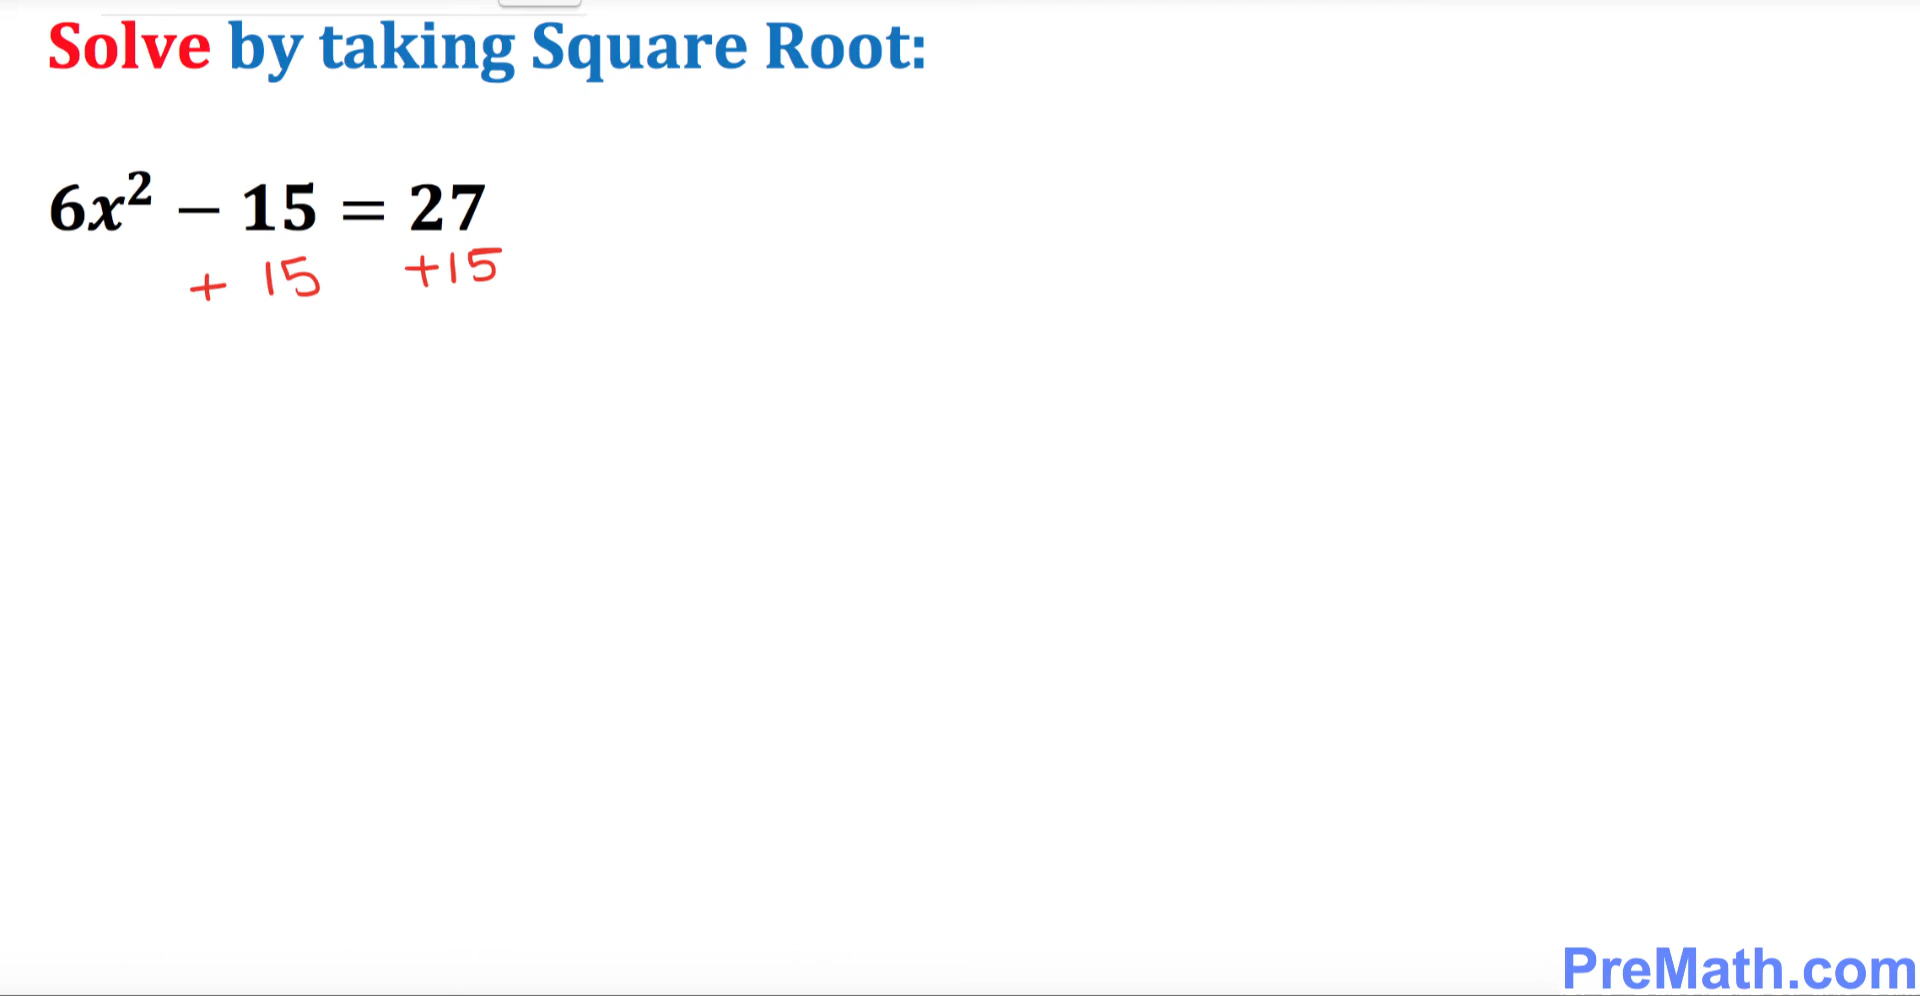 Solve by taking Square Root:
6x² − 15 = 27
+ 15 +15
PreMath.com